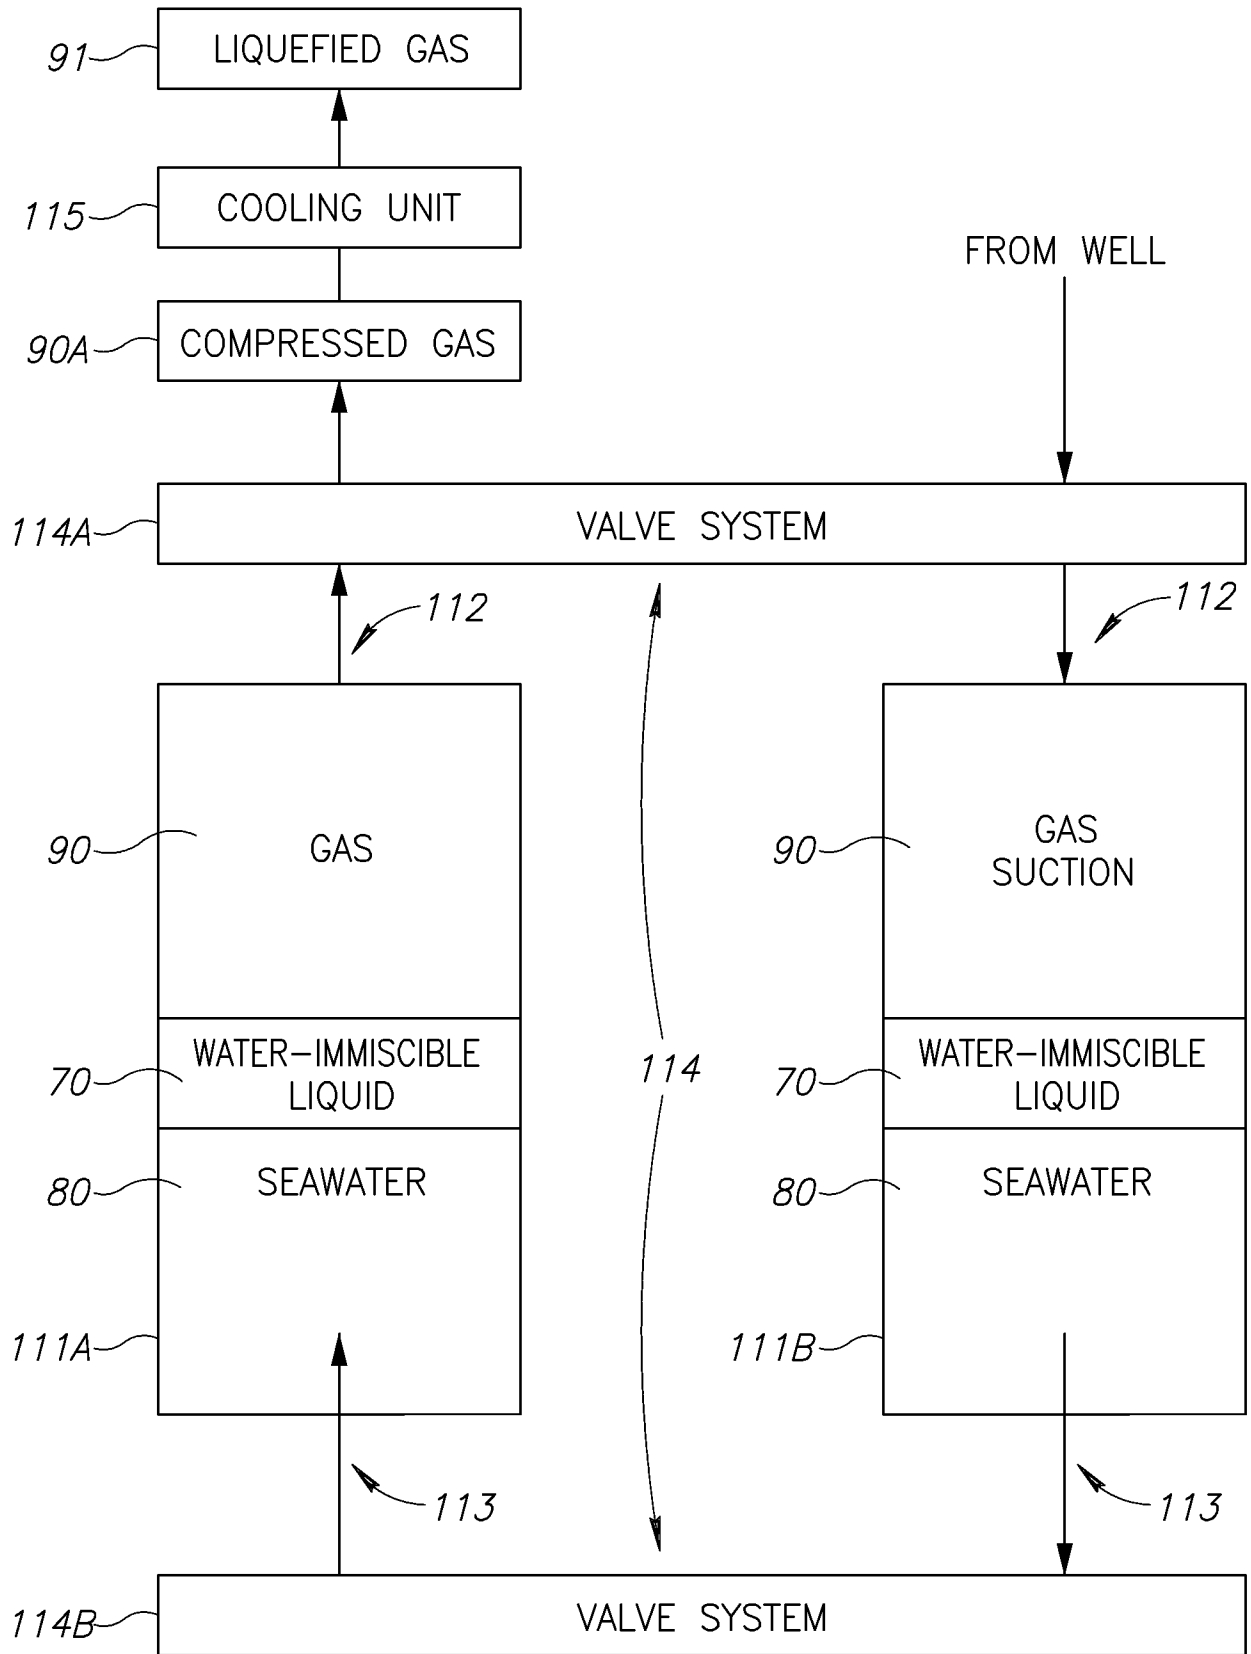 91
LIQUEFIED GAS
115
COOLING UNIT
FROM WELL
90A
COMPRESSED GAS
114A
VALVE SYSTEM
112
112
90
GAS
90
GAS
SUCTION
70
WATER-IMMISCIBLE
LIQUID
114
70
WATER-IMMISCIBLE
LIQUID
80
SEAWATER
80
SEAWATER
111A
111B
113
113
114B
VALVE SYSTEM